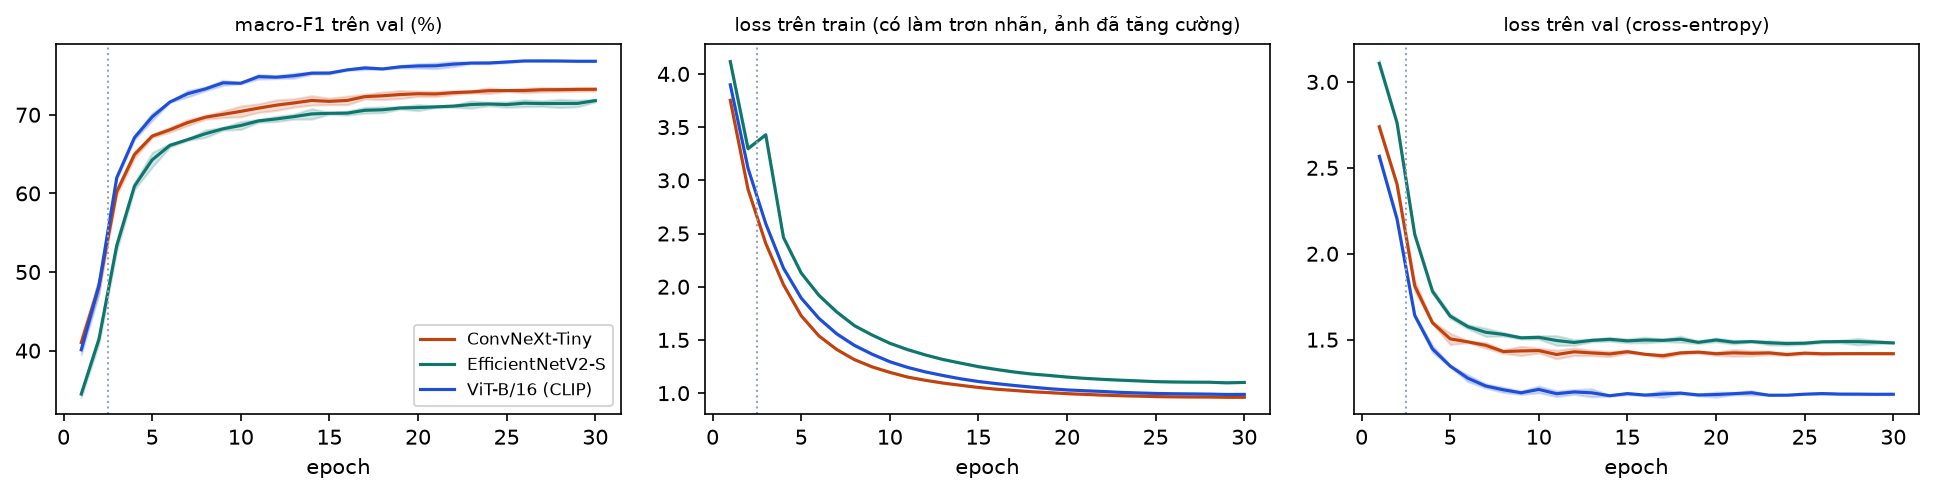 macro-F1 trên val (%)
70
60
50
40
0 5 10 15 20 25 30
epoch
ConvNeXt-Tiny
EfficientNetV2-S
ViT-B/16 (CLIP)
loss trên train (có làm trơn nhãn, ảnh đã tăng cường)
4.0
3.5
3.0
2.5
2.0
1.5
1.0
0 5 10 15 20 25 30
epoch
loss trên val (cross-entropy)
3.0
2.5
2.0
1.5
0 5 10 15 20 25 30
epoch